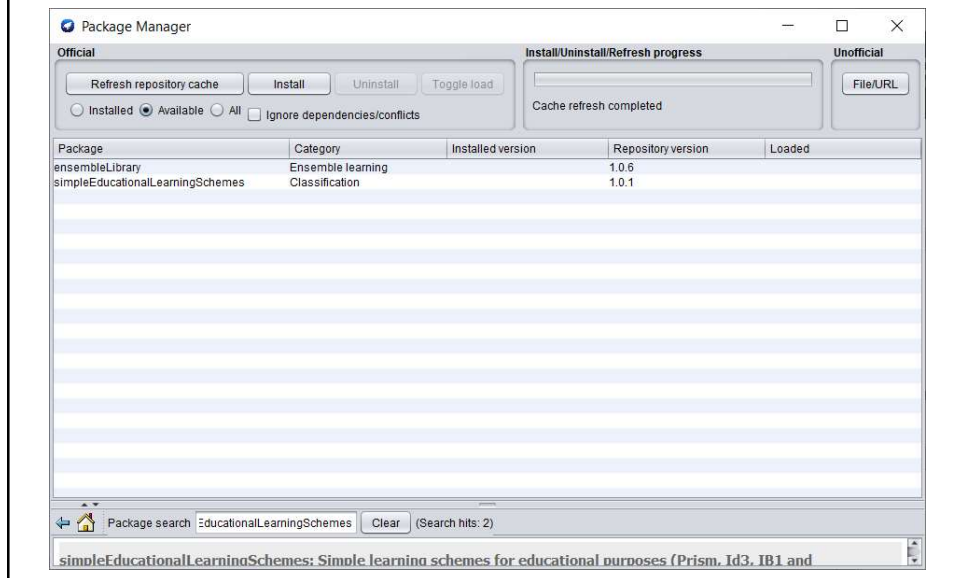 Package Manager
Official
Install/Uninstall/Refresh progress
Unofficial
Refresh repository cache
Install
Uninstall
Toggle load
File/URL
Installed
Available
All
Ignore dependencies/conflicts
Cache refresh completed
Package Category Installed version Repository version Loaded
ensembleLibrary Ensemble learning 1.0.6
simpleEducationalLearningSchemes Classification 1.0.1
Package search EducationalLearningSchemes Clear (Search hits: 2)
simpleEducationalLearningSchemes: Simple learning schemes for educational purposes (Prism, Id3, IB1 and